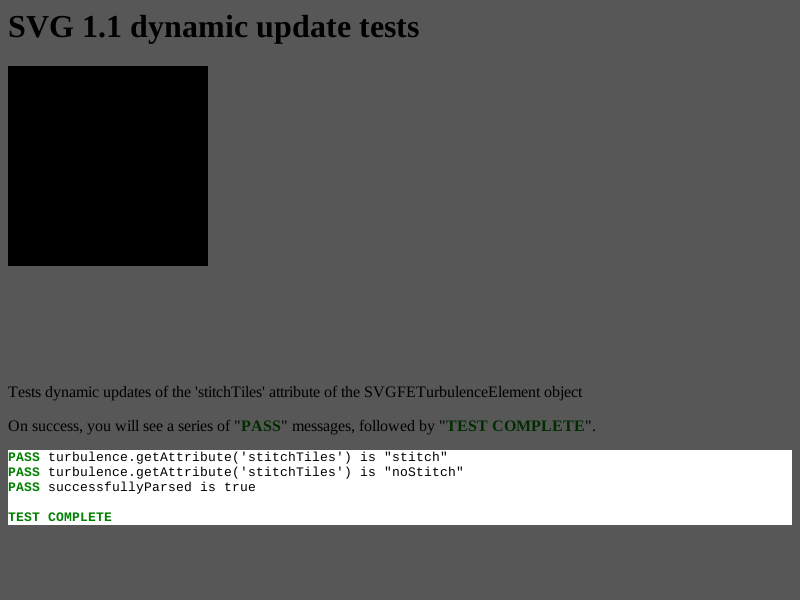 SVG 1.1 dynamic update tests
Tests dynamic updates of the 'stitchTiles' attribute of the SVGFETurbulenceElement object
On success, you will see a series of "PASS" messages, followed by "TEST COMPLETE".
PASS turbulence.getAttribute('stitchTiles') is "stitch"
PASS turbulence.getAttribute('stitchTiles') is "noStitch"
PASS successfullyParsed is true
TEST COMPLETE